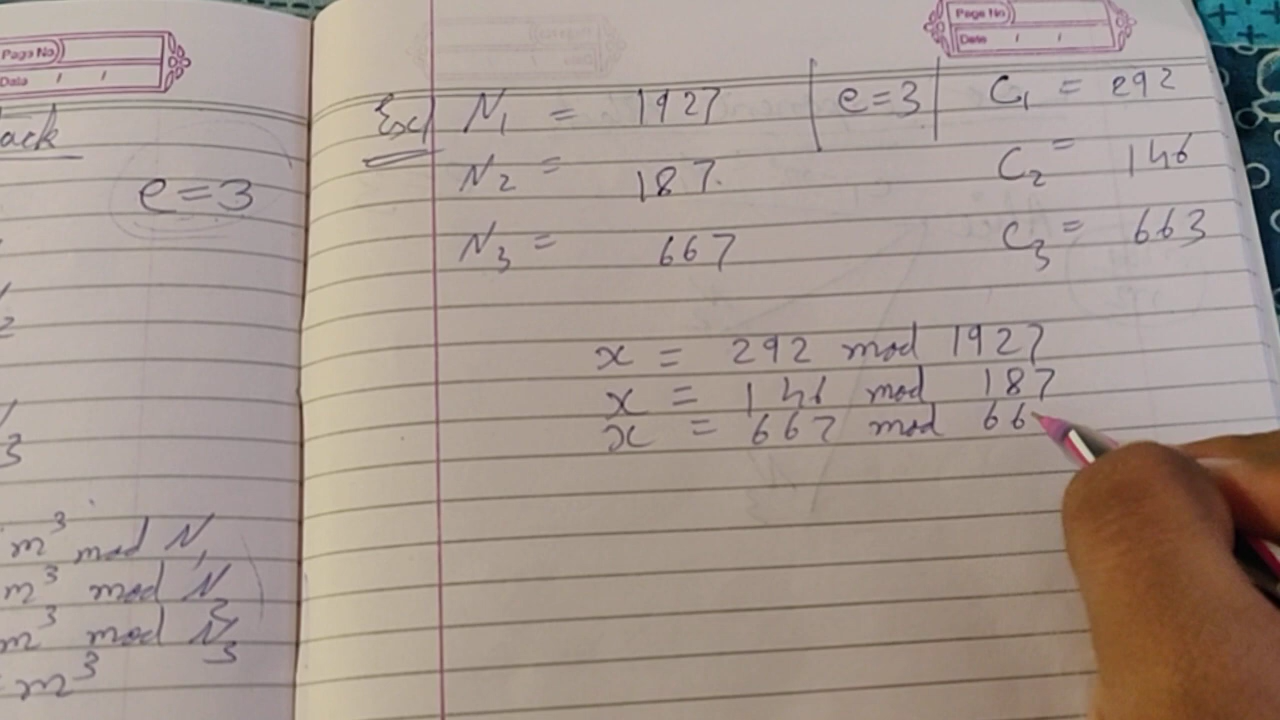 Page No
Date / /
ack
e=3
2
3
m³ mod N₁
m³ mod N₂
m³ mod N₃
m³
Page No
Date / /
Ex N₁ = 1927 | e=3 | C₁ = 292
N₂ = 187. C₂ = 146
N₃ = 667 C₃ = 663
x = 292 mod 1927
x = 146 mod 187
x = 667 mod 66